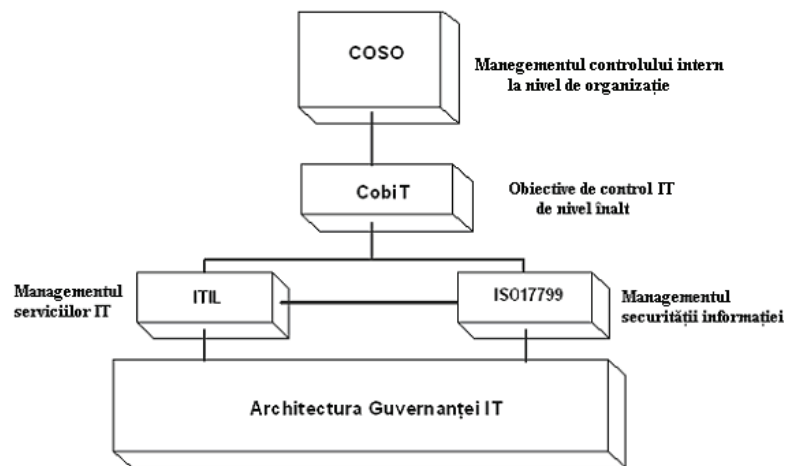 COSO
Manegementul controlului intern
la nivel de organizație
CobiT
Obiective de control IT
de nivel înalt
Managementul
serviciilor IT
ITIL
ISO17799
Managementul
securității informației
Architectura Guvernanței IT